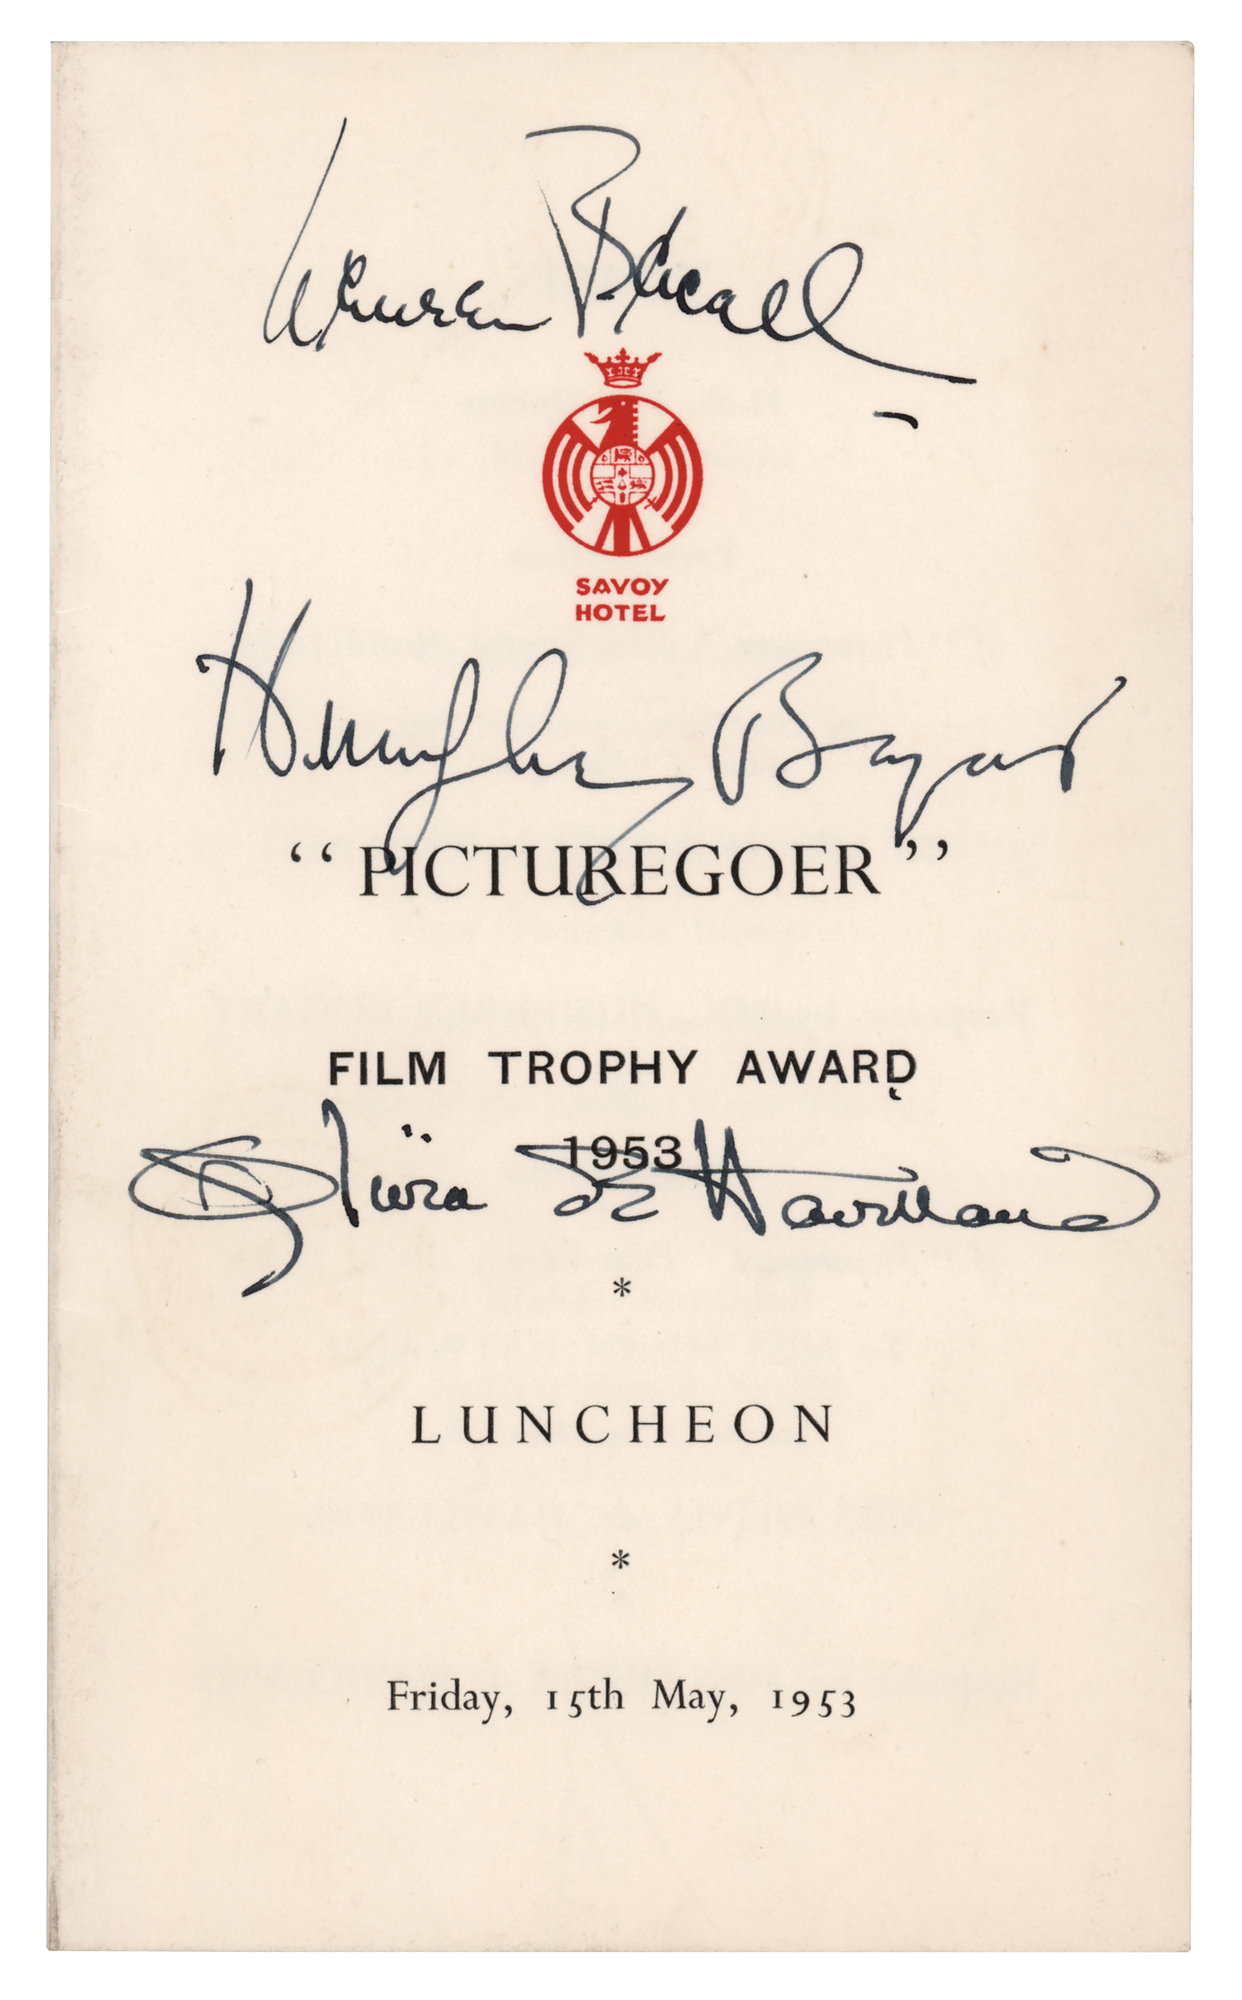 Lauren Bacall
SAVOY
HOTEL
Humphrey Bogart
“PICTUREGOER”
FILM TROPHY AWARD
1953
Olivia de Havilland
*
LUNCHEON
*
Friday, 15th May, 1953